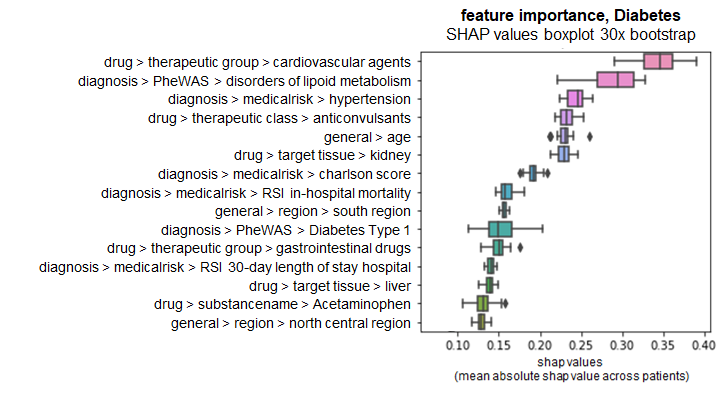 feature importance, Diabetes
SHAP values boxplot 30x bootstrap
drug > therapeutic group > cardiovascular agents
diagnosis > PheWAS > disorders of lipoid metabolism
diagnosis > medicalrisk > hypertension
drug > therapeutic class > anticonvulsants
general > age
drug > target tissue > kidney
diagnosis > medicalrisk > charlson score
diagnosis > medicalrisk > RSI in-hospital mortality
general > region > south region
diagnosis > PheWAS > Diabetes Type 1
drug > therapeutic group > gastrointestinal drugs
diagnosis > medicalrisk > RSI 30-day length of stay hospital
drug > target tissue > liver
drug > substancename > Acetaminophen
general > region > north central region
0.10 0.15 0.20 0.25 0.30 0.35 0.40
shap values
(mean absolute shap value across patients)